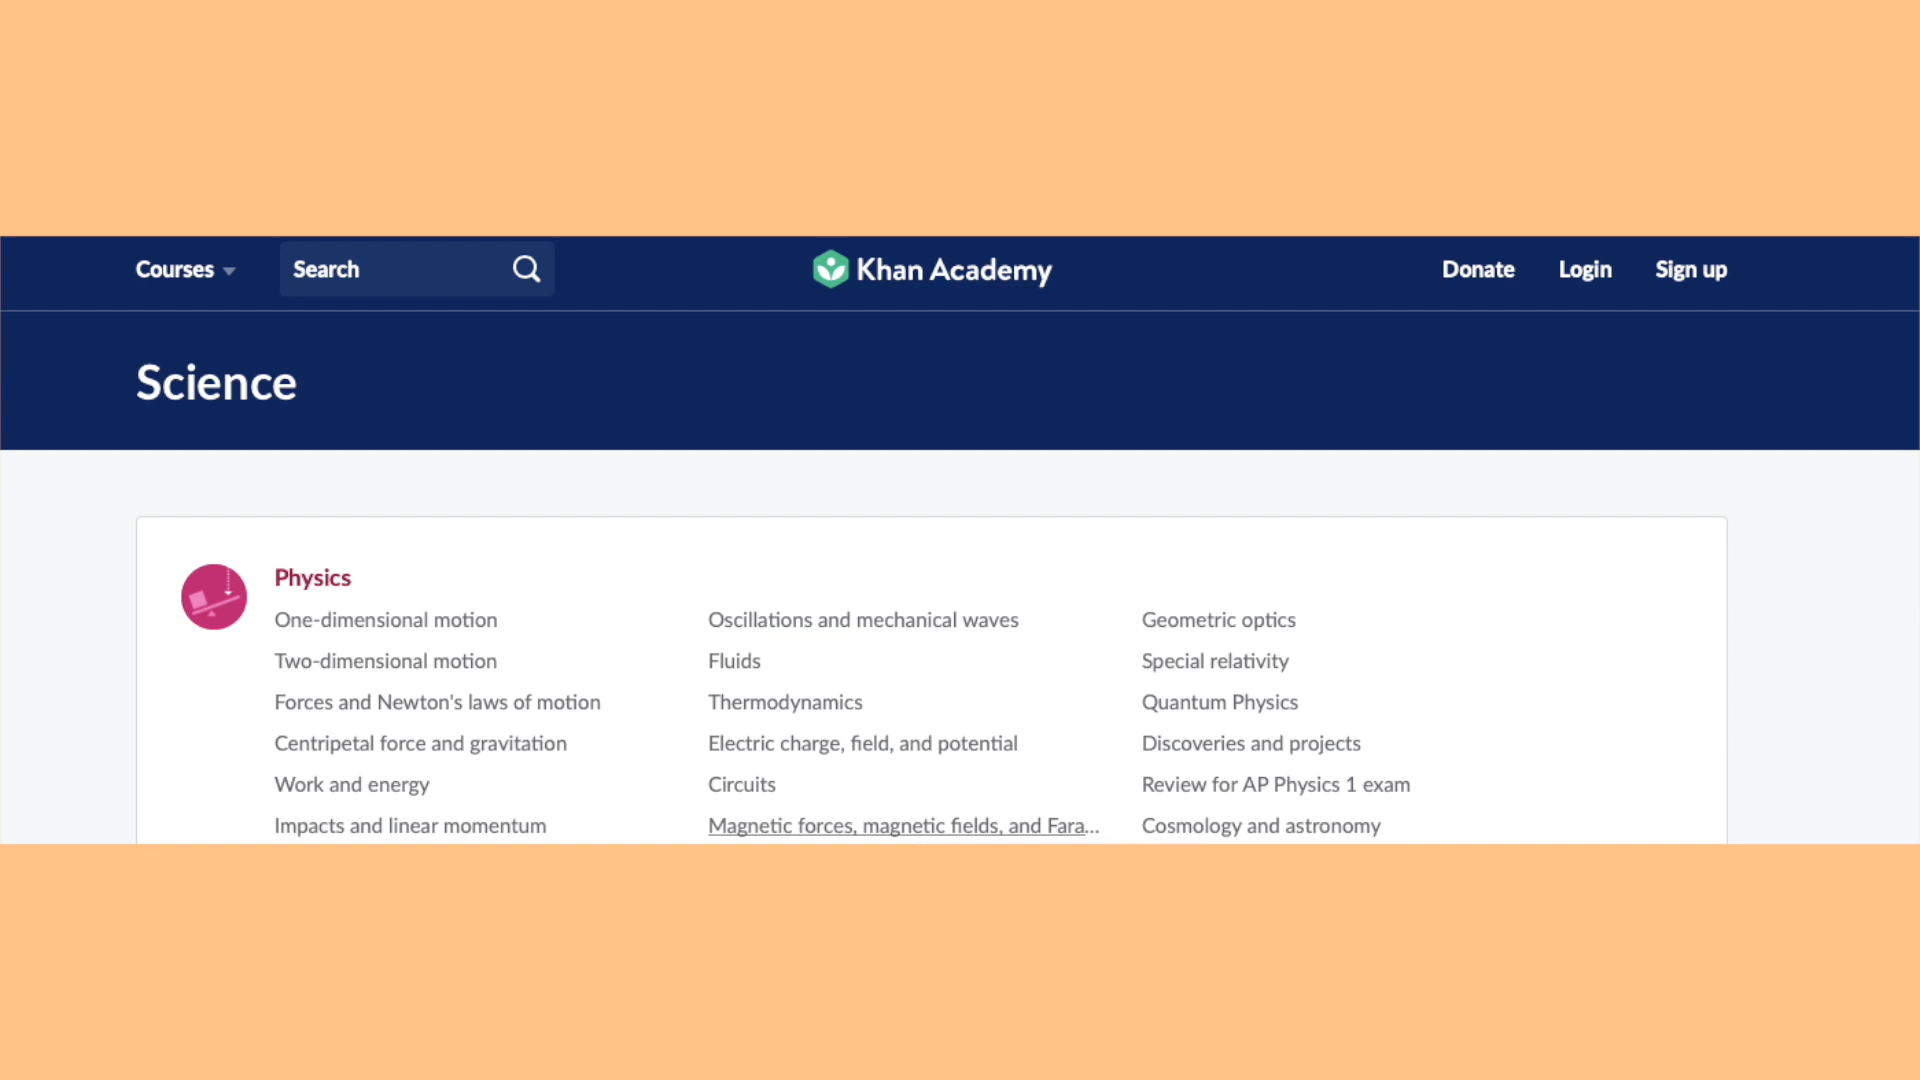 Courses
Search
Khan Academy
Donate
Login
Sign up
Science
Physics
One-dimensional motion
Two-dimensional motion
Forces and Newton's laws of motion
Centripetal force and gravitation
Work and energy
Impacts and linear momentum
Oscillations and mechanical waves
Fluids
Thermodynamics
Electric charge, field, and potential
Circuits
Magnetic forces, magnetic fields, and Fara...
Geometric optics
Special relativity
Quantum Physics
Discoveries and projects
Review for AP Physics 1 exam
Cosmology and astronomy